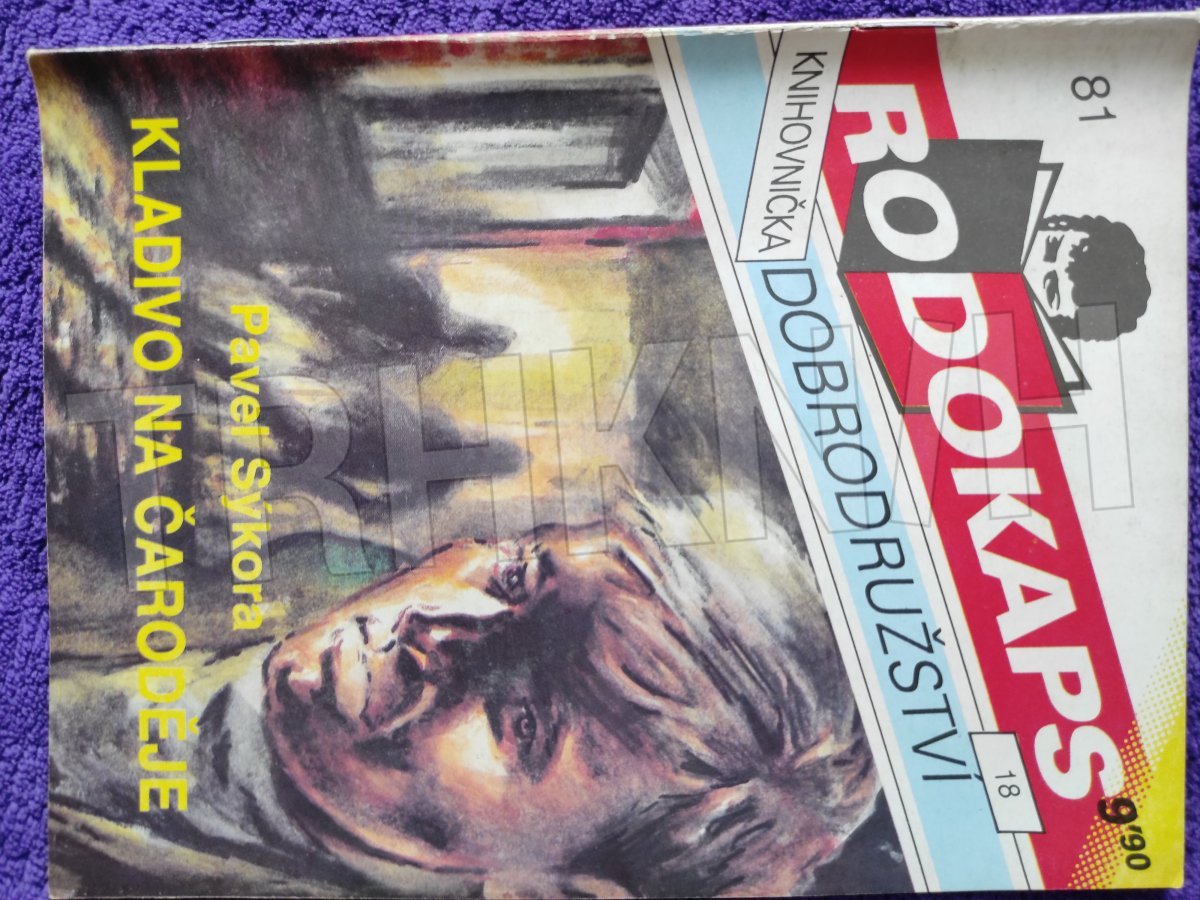 81
RODOKAPS
9,90
KNIHOVNIČKA
DOBRODRUŽSTVÍ
18
Pavel Sýkora
KLADIVO NA ČARODĚJE
TRHKNIH